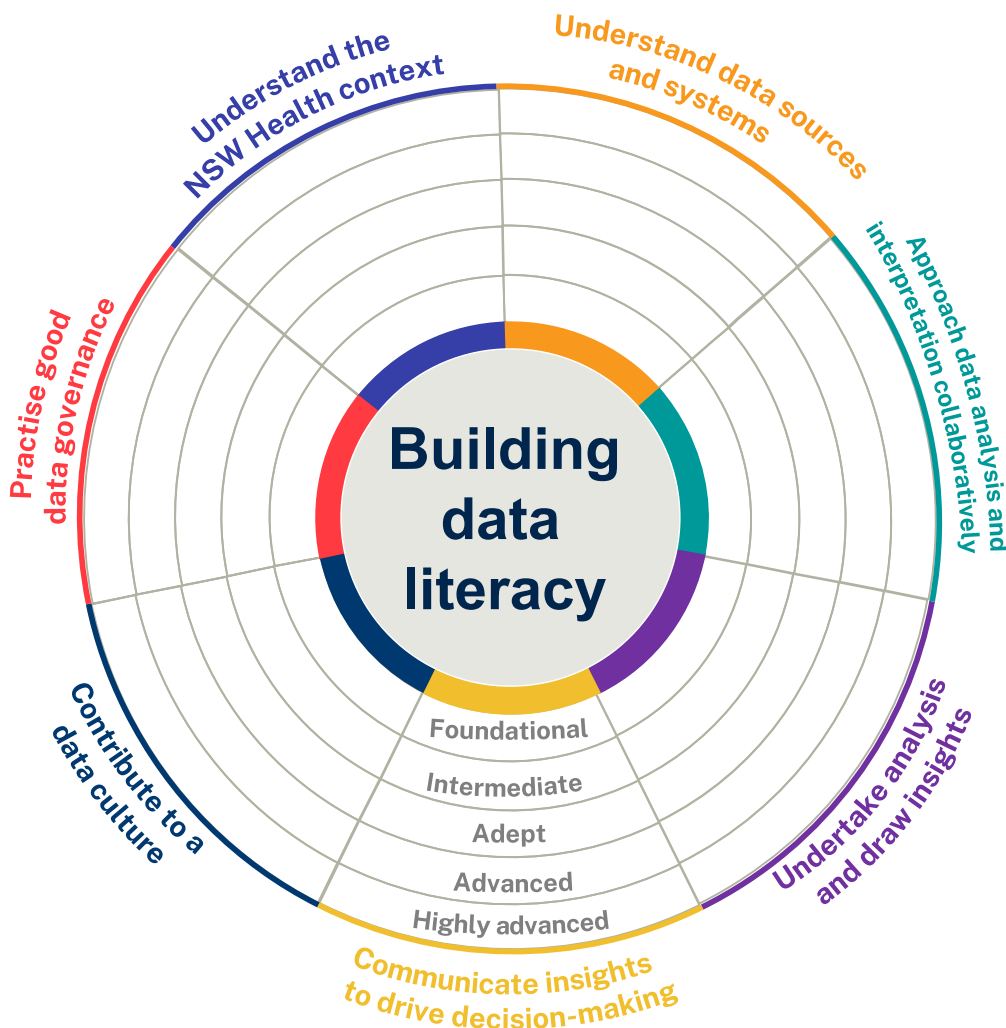 Understand the
NSW Health context
Understand data sources
and systems
Approach data analysis and
interpretation collaboratively
Undertake analysis
and draw insights
Communicate insights
to drive decision-making
Contribute to a
data culture
Practise good
data governance
Building
data
literacy
Foundational
Intermediate
Adept
Advanced
Highly advanced